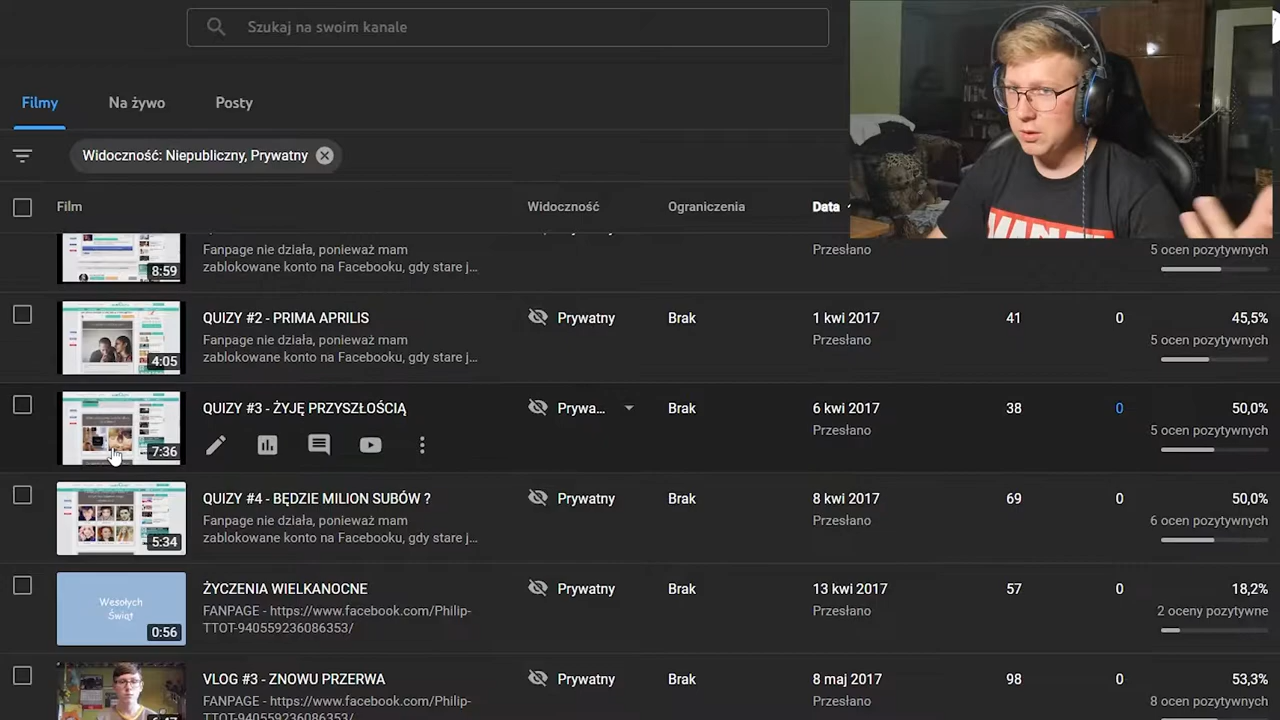 Szukaj na swoim kanale
Filmy Na żywo Posty
Widoczność: Niepubliczny, Prywatny
Film Widoczność Ograniczenia Data
Fanpage nie działa, ponieważ mam Przesłano 5 ocen pozytywnych
zablokowane konto na Facebooku, gdy stare j...
8:59
QUIZY #2 - PRIMA APRILIS Prywatny Brak 1 kwi 2017 41 0 45,5%
Fanpage nie działa, ponieważ mam Przesłano 5 ocen pozytywnych
zablokowane konto na Facebooku, gdy stare j...
4:05
QUIZY #3 - ŻYJĘ PRZYSZŁOŚCIĄ Prywa... Brak 6 kwi 2017 38 0 50,0%
Przesłano 5 ocen pozytywnych
7:36
QUIZY #4 - BĘDZIE MILION SUBÓW ? Prywatny Brak 8 kwi 2017 69 0 50,0%
Fanpage nie działa, ponieważ mam Przesłano 6 ocen pozytywnych
zablokowane konto na Facebooku, gdy stare j...
5:34
ŻYCZENIA WIELKANOCNE Prywatny Brak 13 kwi 2017 57 0 18,2%
Wesołych
Świąt
FANPAGE - https://www.facebook.com/Philip- Przesłano 2 oceny pozytywne
TTOT-940559236086353/
0:56
VLOG #3 - ZNOWU PRZERWA Prywatny Brak 8 maj 2017 98 0 53,3%
FANPAGE - https://www.facebook.com/Philip- Przesłano 8 ocen pozytywnych
TTOT-940559236086353/